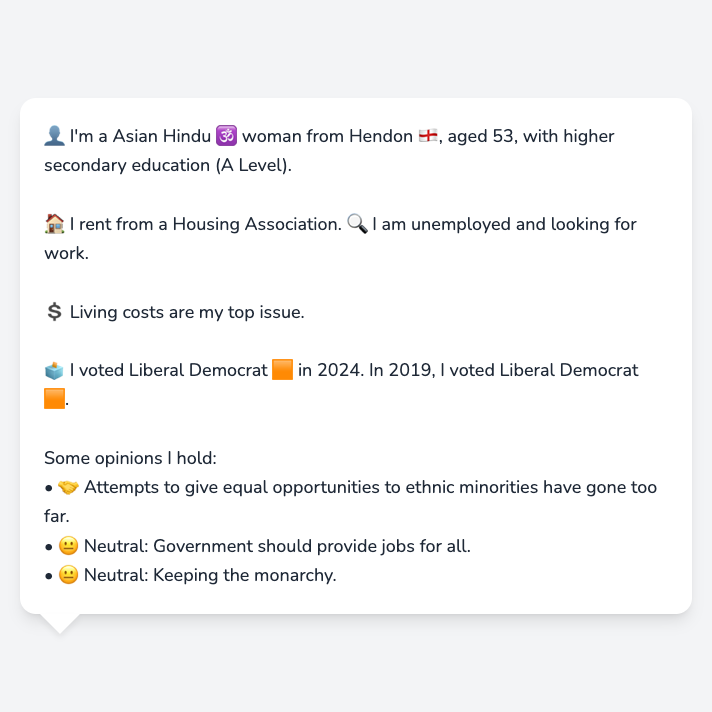 👤 I'm a Asian Hindu 🕉️ woman from Hendon 🏴󠁧󠁢󠁥󠁮󠁧󠁿, aged 53, with higher
secondary education (A Level).
🏠 I rent from a Housing Association. 🔍 I am unemployed and looking for
work.
💲 Living costs are my top issue.
🗳️ I voted Liberal Democrat 🟧 in 2024. In 2019, I voted Liberal Democrat
🟧.
Some opinions I hold:
• 🤝 Attempts to give equal opportunities to ethnic minorities have gone too
far.
• 😐 Neutral: Government should provide jobs for all.
• 😐 Neutral: Keeping the monarchy.